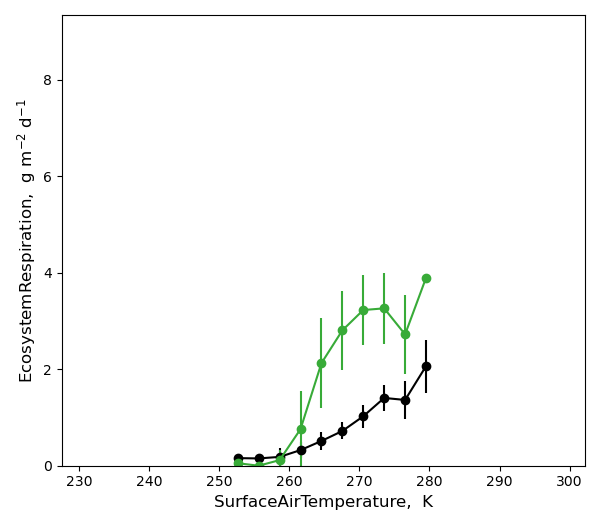 EcosystemRespiration, g m⁻² d⁻¹
8
6
4
2
0
230 240 250 260 270 280 290 300
SurfaceAirTemperature, K